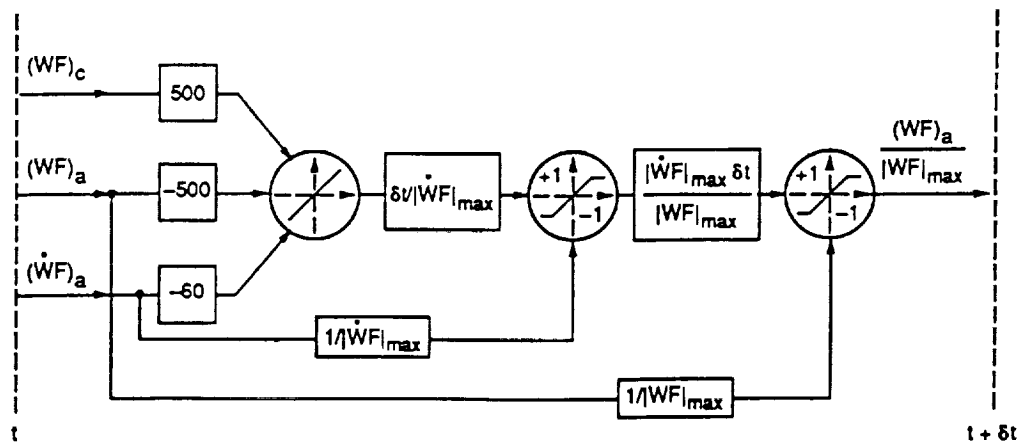 (WF)c
500
(WF)a
-500
(ẆF)a
-60
δt/|ẆF|max
+1
-1
|ẆF|max δt
|WF|max
+1
-1
(WF)a
|WF|max
1/|ẆF|max
1/|WF|max
t
t + δt